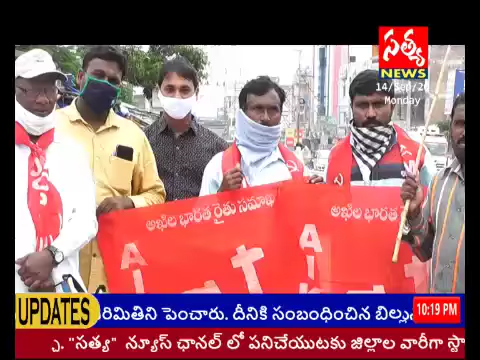 సత్య
NEWS
14/Sep/20
Monday
అఖిల భారత రైతు సమాఖ
అఖిల భారత
UPDATES
రిమితిని పెంచారు. దీనికి సంబంధించిన బిల్లు
10:19 PM
"సత్య" న్యూస్ ఛానల్ లో పనిచేయుటకు జిల్లాల వారీగా